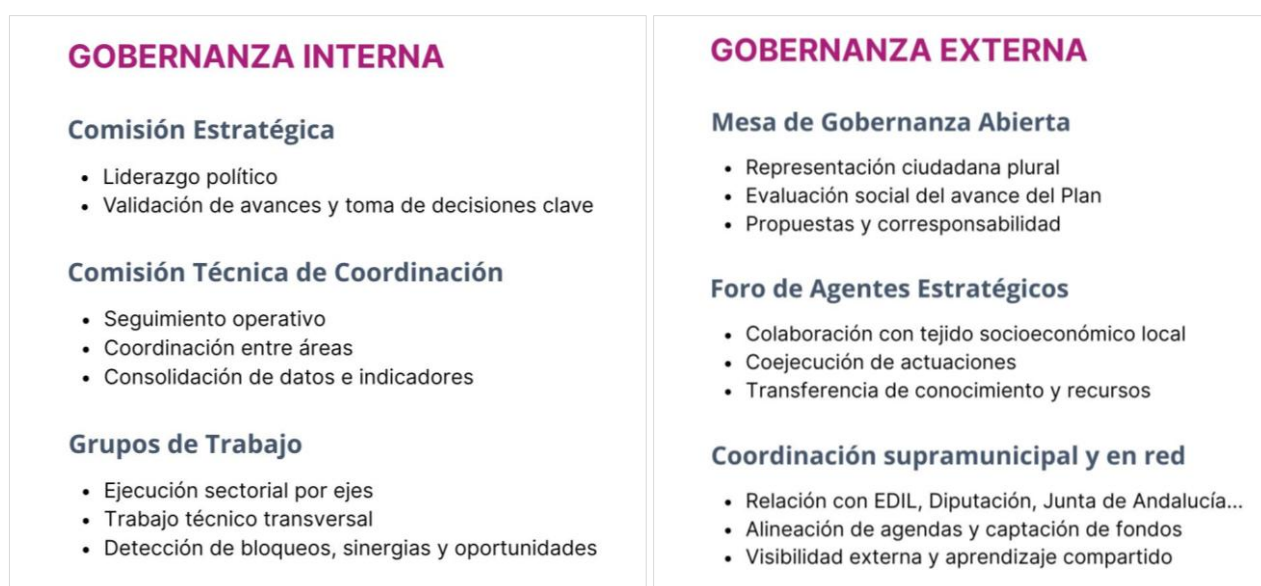 GOBERNANZA INTERNA
Comisión Estratégica
• Liderazgo político
• Validación de avances y toma de decisiones clave
Comisión Técnica de Coordinación
• Seguimiento operativo
• Coordinación entre áreas
• Consolidación de datos e indicadores
Grupos de Trabajo
• Ejecución sectorial por ejes
• Trabajo técnico transversal
• Detección de bloqueos, sinergias y oportunidades
GOBERNANZA EXTERNA
Mesa de Gobernanza Abierta
• Representación ciudadana plural
• Evaluación social del avance del Plan
• Propuestas y corresponsabilidad
Foro de Agentes Estratégicos
• Colaboración con tejido socioeconómico local
• Coejecución de actuaciones
• Transferencia de conocimiento y recursos
Coordinación supramunicipal y en red
• Relación con EDIL, Diputación, Junta de Andalucía...
• Alineación de agendas y captación de fondos
• Visibilidad externa y aprendizaje compartido